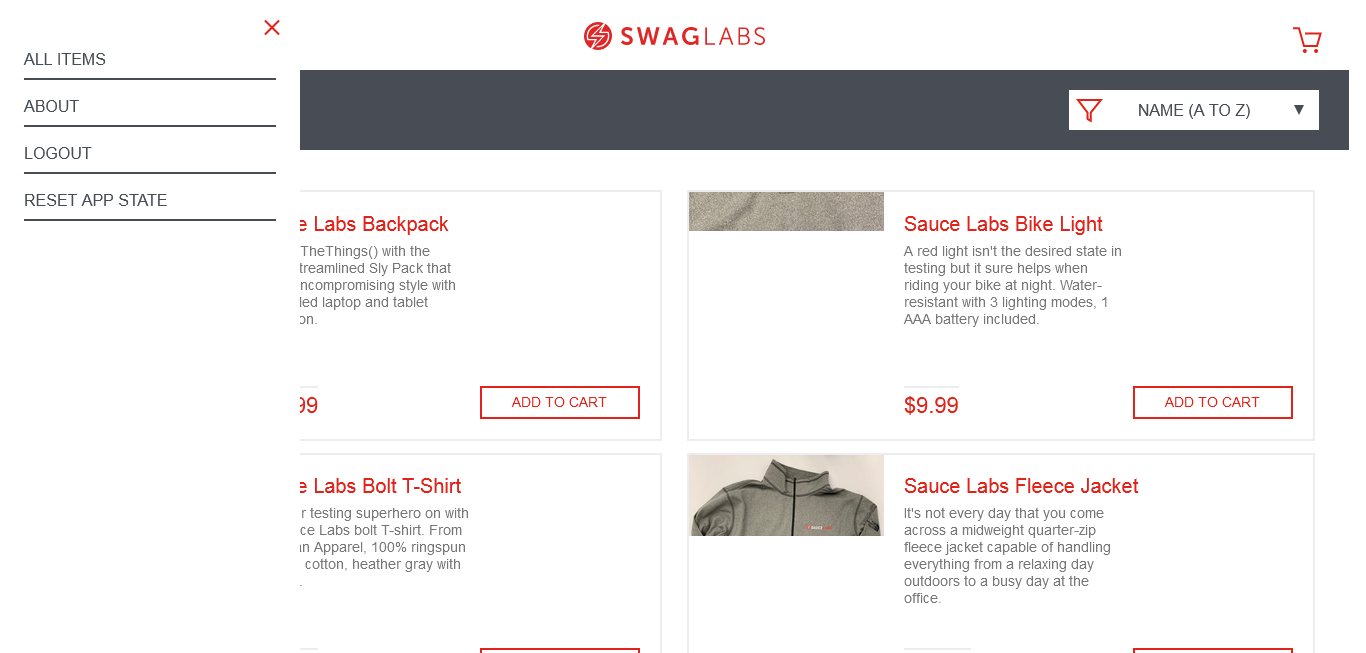 SWAGLABS
ALL ITEMS
ABOUT
LOGOUT
RESET APP STATE
NAME (A TO Z) ▼
e Labs Backpack
TheThings() with the
treamlined Sly Pack that
ncompromising style with
led laptop and tablet
on.
99
ADD TO CART
Sauce Labs Bike Light
A red light isn't the desired state in
testing but it sure helps when
riding your bike at night. Water-
resistant with 3 lighting modes, 1
AAA battery included.
$9.99
ADD TO CART
e Labs Bolt T-Shirt
r testing superhero on with
ce Labs bolt T-shirt. From
an Apparel, 100% ringspun
cotton, heather gray with
.
Sauce Labs Fleece Jacket
It's not every day that you come
across a midweight quarter-zip
fleece jacket capable of handling
everything from a relaxing day
outdoors to a busy day at the
office.